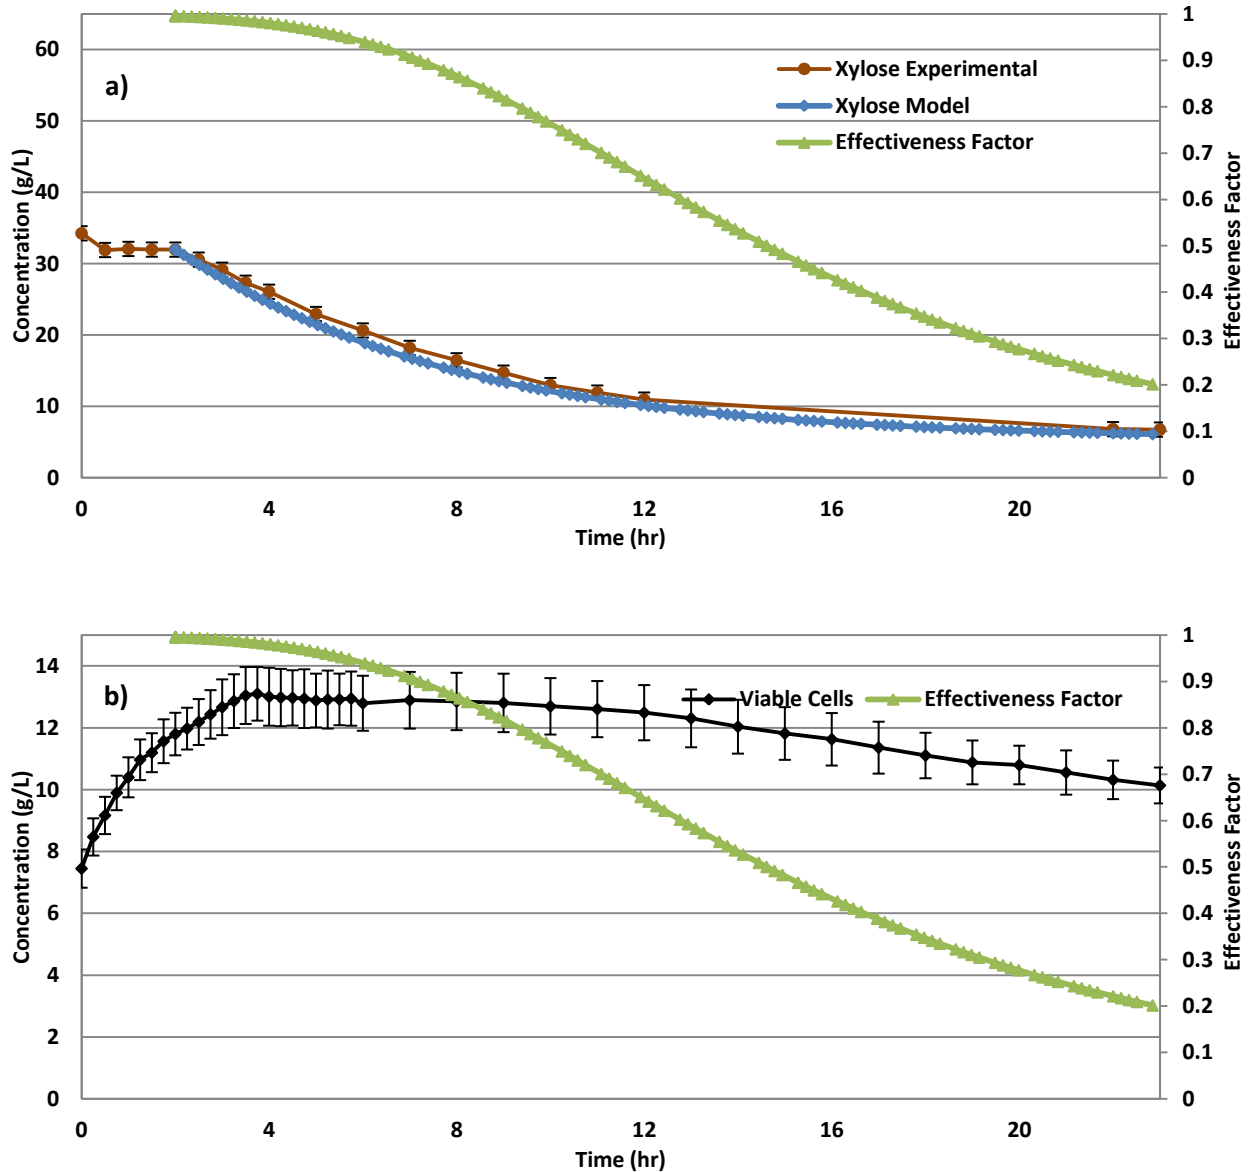 a)
Xylose Experimental
Xylose Model
Effectiveness Factor
Concentration (g/L)
60
50
40
30
20
10
0
1
0.9
0.8
0.7
0.6
0.5
0.4
0.3
0.2
0.1
0
Effectiveness Factor
0 4 8 12 16 20
Time (hr)
b)
Viable Cells Effectiveness Factor
Concentration (g/L)
14
12
10
8
6
4
2
0
1
0.9
0.8
0.7
0.6
0.5
0.4
0.3
0.2
0.1
0
Effectiveness Factor
0 4 8 12 16 20
Time (hr)